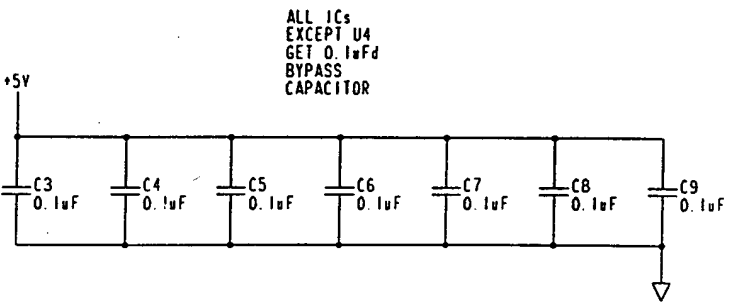 ALL ICs
EXCEPT U4
GET 0.1uFd
BYPASS
CAPACITOR
+5V
C3
0.1uF
C4
0.1uF
C5
0.1uF
C6
0.1uF
C7
0.1uF
C8
0.1uF
C9
0.1uF